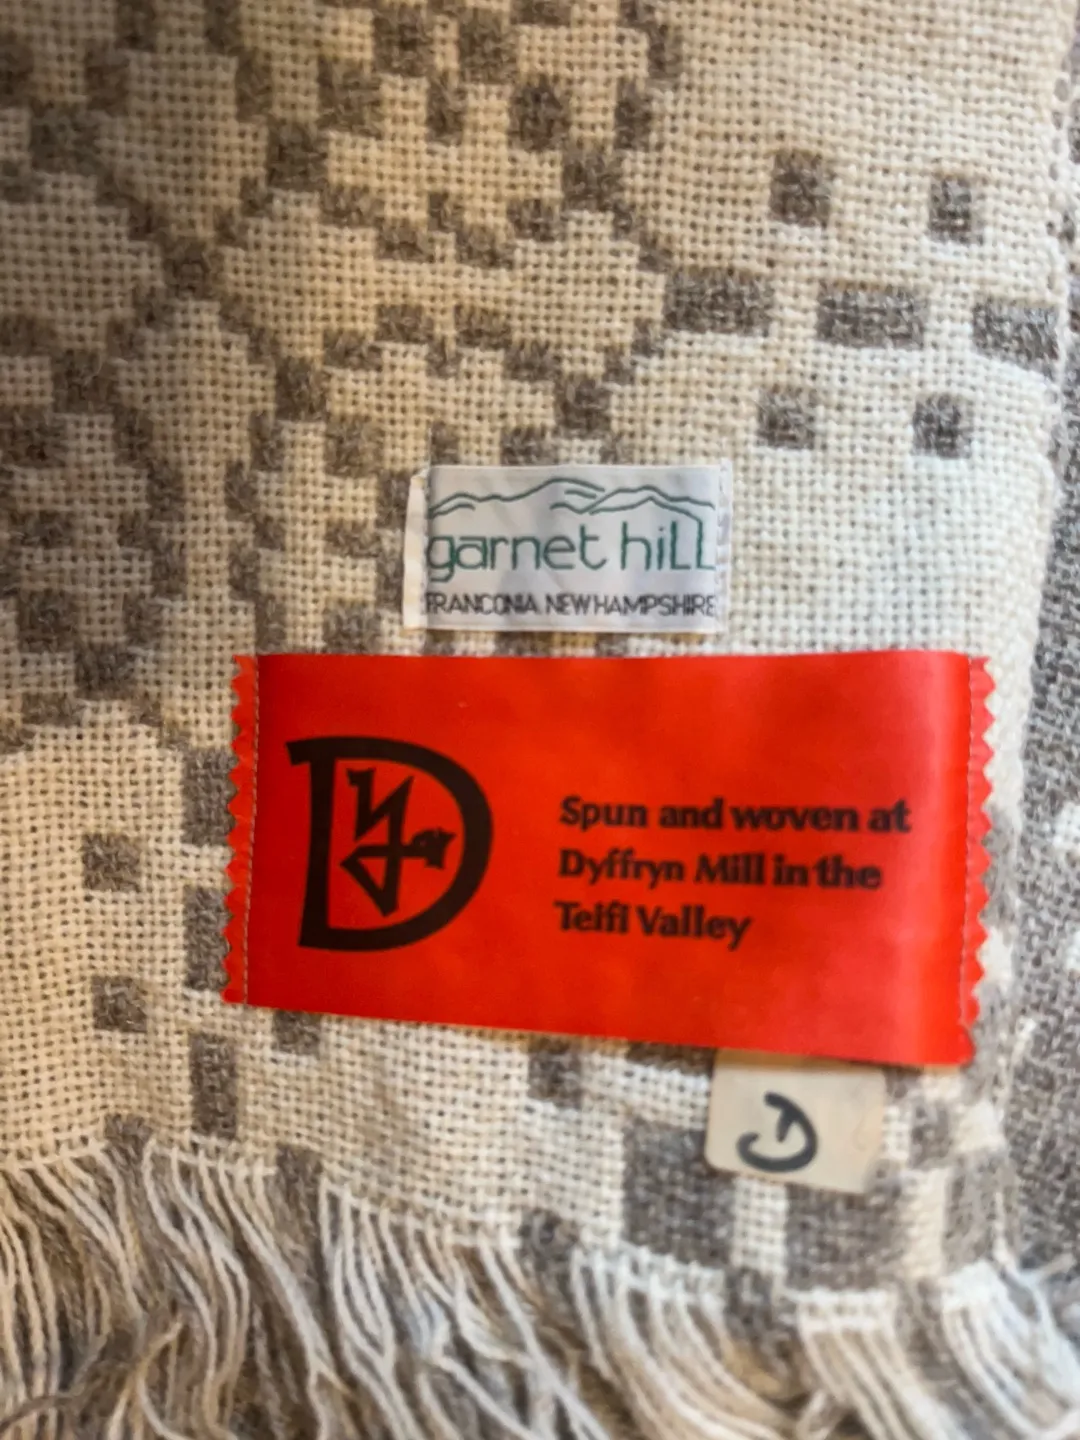 garnet hill
FRANCONIA NEW HAMPSHIRE
D
Spun and woven at
Dyffryn Mill in the
Teifi Valley